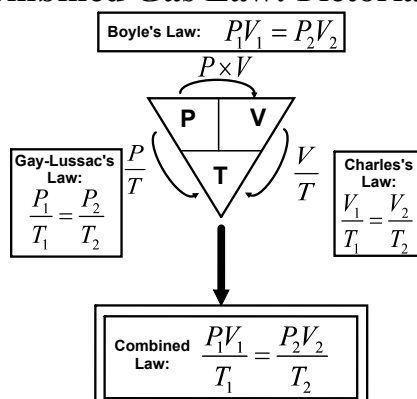 Combined Gas Law: Pictorial
Boyle's Law: P₁V₁ = P₂V₂
P × V
P V
T
Gay-Lussac's
Law:
P₁/T₁ = P₂/T₂
P/T
V/T
Charles's
Law:
V₁/T₁ = V₂/T₂
Combined
Law: P₁V₁/T₁ = P₂V₂/T₂